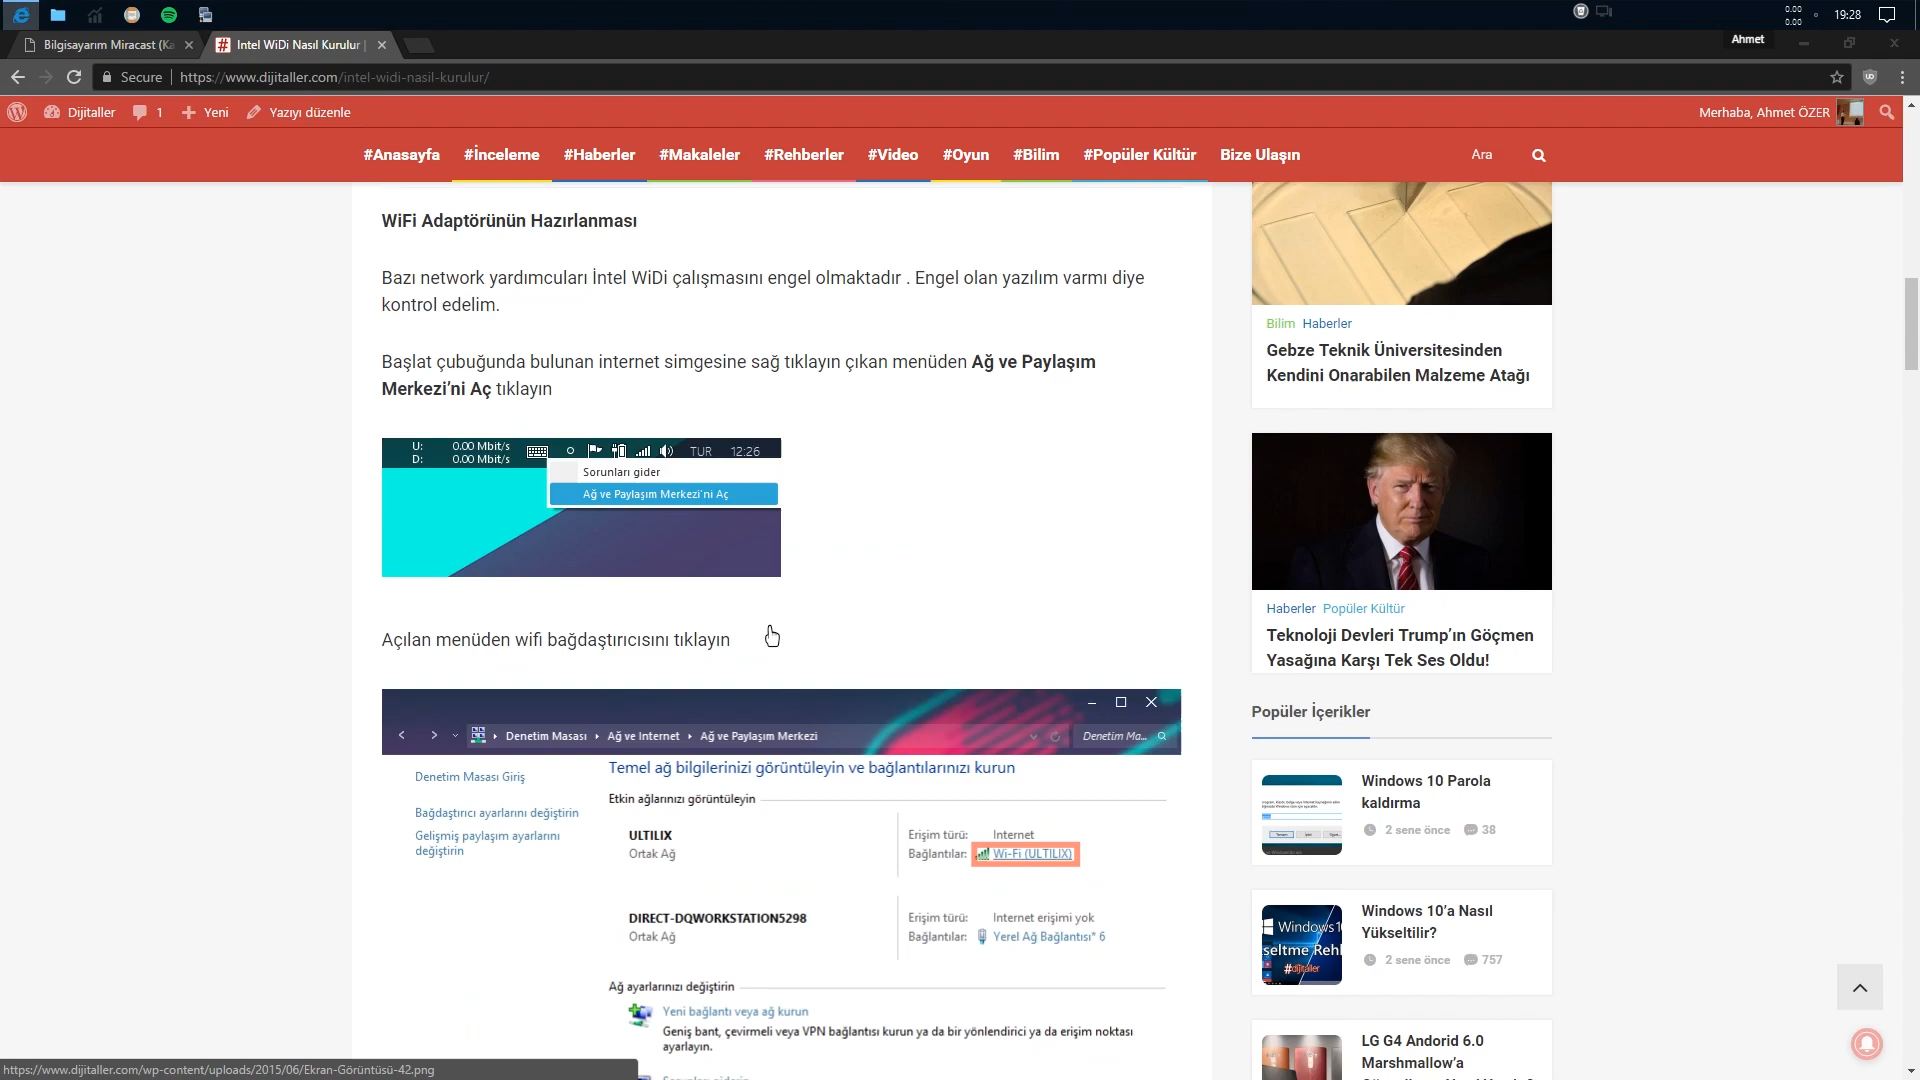 0.00
0.00
19:28
Bilgisayarım Miracast (Ka
Intel WiDi Nasıl Kurulur |
Ahmet
Secure
https://www.dijitaller.com/intel-widi-nasil-kurulur/
Dijitaller
1
Yeni
Yazıyı düzenle
Merhaba, Ahmet ÖZER
#Anasayfa
#İnceleme
#Haberler
#Makaleler
#Rehberler
#Video
#Oyun
#Bilim
#Popüler Kültür
Bize Ulaşın
Ara
WiFi Adaptörünün Hazırlanması
Bazı network yardımcuları İntel WiDi çalışmasını engel olmaktadır . Engel olan yazılım varmı diye
kontrol edelim.
Başlat çubuğunda bulunan internet simgesine sağ tıklayın çıkan menüden Ağ ve Paylaşım
Merkezi'ni Aç tıklayın
U: 0.00 Mbit/s
D: 0.00 Mbit/s
TUR
12:26
Sorunları gider
Ağ ve Paylaşım Merkezi'ni Aç
Açılan menüden wifi bağdaştırıcısını tıklayın
Denetim Masası
Ağ ve Internet
Ağ ve Paylaşım Merkezi
Denetim Ma...
Denetim Masası Giriş
Bağdaştırıcı ayarlarını değiştirin
Gelişmiş paylaşım ayarlarını
değiştirin
Temel ağ bilgilerinizi görüntüleyin ve bağlantılarınızı kurun
Etkin ağlarınızı görüntüleyin
ULTILIX
Ortak Ağ
Erişim türü: Internet
Bağlantılar: Wi-Fi (ULTILIX)
DIRECT-DQWORKSTATION5298
Ortak Ağ
Erişim türü: Internet erişimi yok
Bağlantılar: Yerel Ağ Bağlantısı* 6
Ağ ayarlarınızı değiştirin
Yeni bağlantı veya ağ kurun
Geniş bant, çevirmeli veya VPN bağlantısı kurun ya da bir yönlendirici ya da erişim noktası
ayarlayın.
Bilim Haberler
Gebze Teknik Üniversitesinden
Kendini Onarabilen Malzeme Atağı
Haberler Popüler Kültür
Teknoloji Devleri Trump'ın Göçmen
Yasağına Karşı Tek Ses Oldu!
Popüler İçerikler
Windows 10 Parola
kaldırma
2 sene önce
38
Windows 10'a Nasıl
Yükseltilir?
2 sene önce
757
Windows1
seltme Rehl
#dijitaller
LG G4 Andorid 6.0
Marshmallow'a
https://www.dijitaller.com/wp-content/uploads/2015/06/Ekran-Görüntüsü-42.png